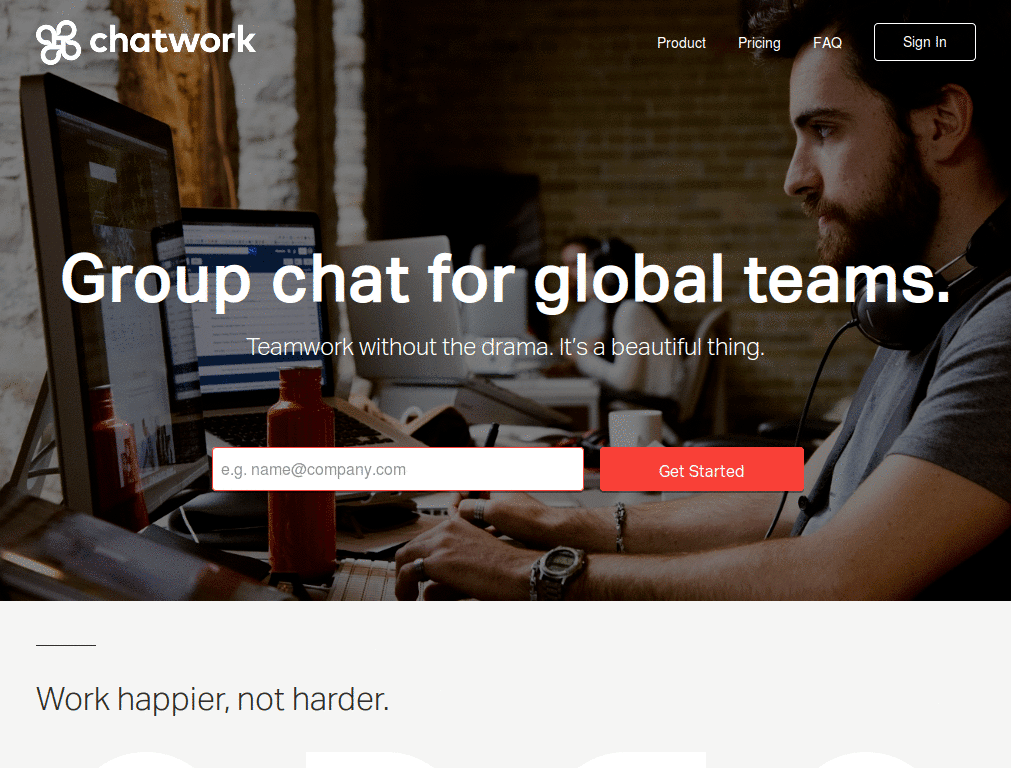 chatwork
Product
Pricing
FAQ
Sign In
Group chat for global teams.
Teamwork without the drama. It's a beautiful thing.
e.g. name@company.com
Get Started
Work happier, not harder.